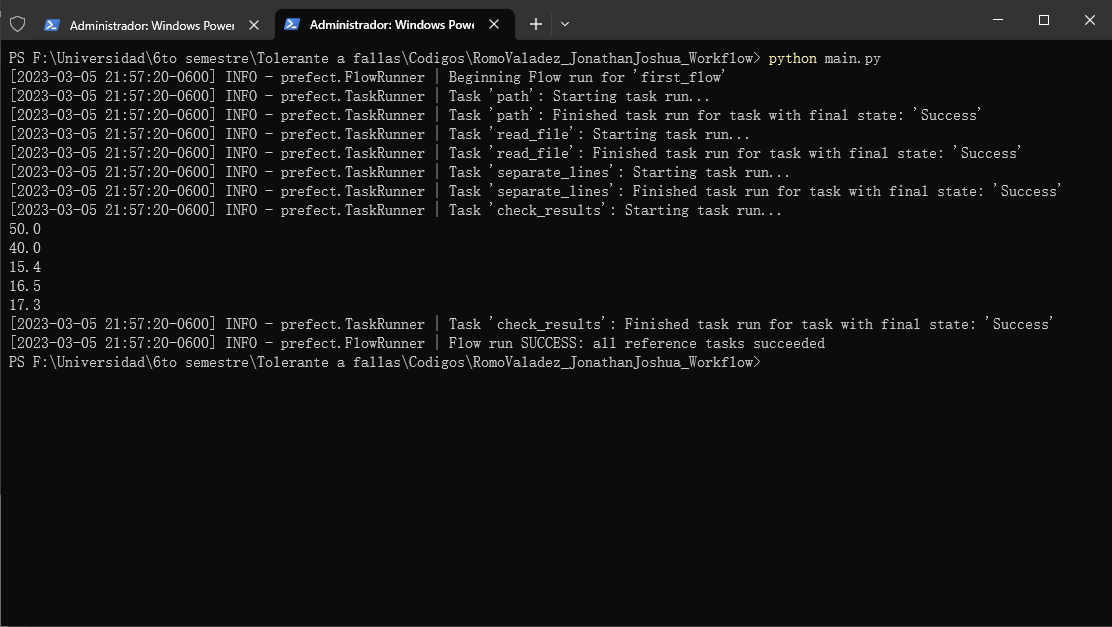 Administrador: Windows Power
Administrador: Windows Powe
PS F:\Universidad\6to semestre\Tolerante a fallas\Codigos\RomoValadez_JonathanJoshua_Workflow> python main.py
[2023-03-05 21:57:20-0600] INFO - prefect.FlowRunner | Beginning Flow run for 'first_flow'
[2023-03-05 21:57:20-0600] INFO - prefect.TaskRunner | Task 'path': Starting task run...
[2023-03-05 21:57:20-0600] INFO - prefect.TaskRunner | Task 'path': Finished task run for task with final state: 'Success'
[2023-03-05 21:57:20-0600] INFO - prefect.TaskRunner | Task 'read_file': Starting task run...
[2023-03-05 21:57:20-0600] INFO - prefect.TaskRunner | Task 'read_file': Finished task run for task with final state: 'Success'
[2023-03-05 21:57:20-0600] INFO - prefect.TaskRunner | Task 'separate_lines': Starting task run...
[2023-03-05 21:57:20-0600] INFO - prefect.TaskRunner | Task 'separate_lines': Finished task run for task with final state: 'Success'
[2023-03-05 21:57:20-0600] INFO - prefect.TaskRunner | Task 'check_results': Starting task run...
50.0
40.0
15.4
16.5
17.3
[2023-03-05 21:57:20-0600] INFO - prefect.TaskRunner | Task 'check_results': Finished task run for task with final state: 'Success'
[2023-03-05 21:57:20-0600] INFO - prefect.FlowRunner | Flow run SUCCESS: all reference tasks succeeded
PS F:\Universidad\6to semestre\Tolerante a fallas\Codigos\RomoValadez_JonathanJoshua_Workflow>